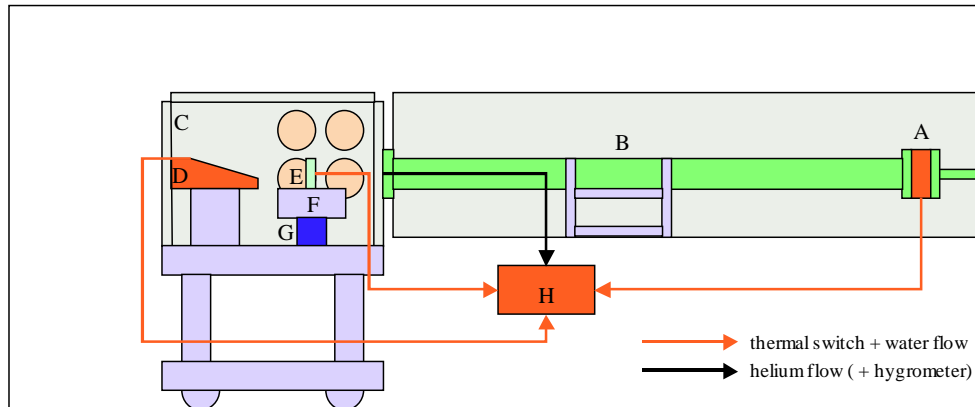 A
B
C
D
E
F
G
H
thermal switch + water flow
helium flow ( + hygrometer)